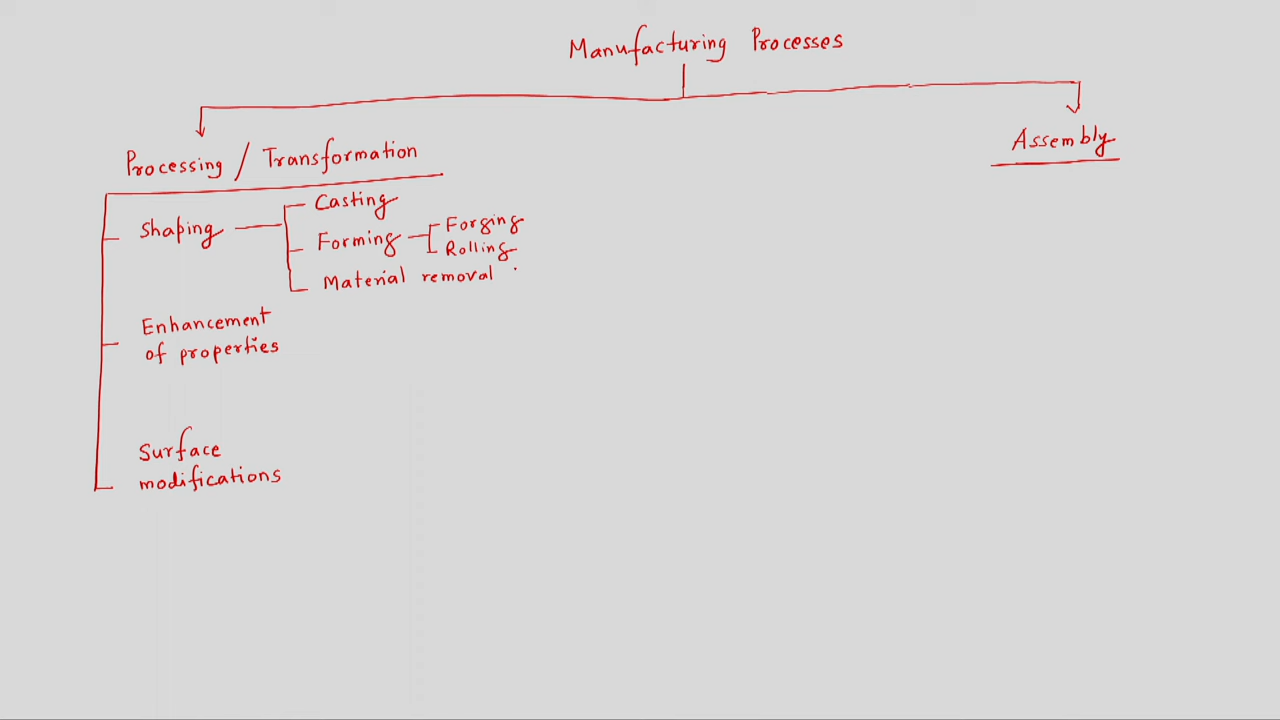 Manufacturing Processes
Processing / Transformation
Assembly
Shaping
Casting
Forming
Forging
Rolling
Material removal
Enhancement
of properties
Surface
modifications